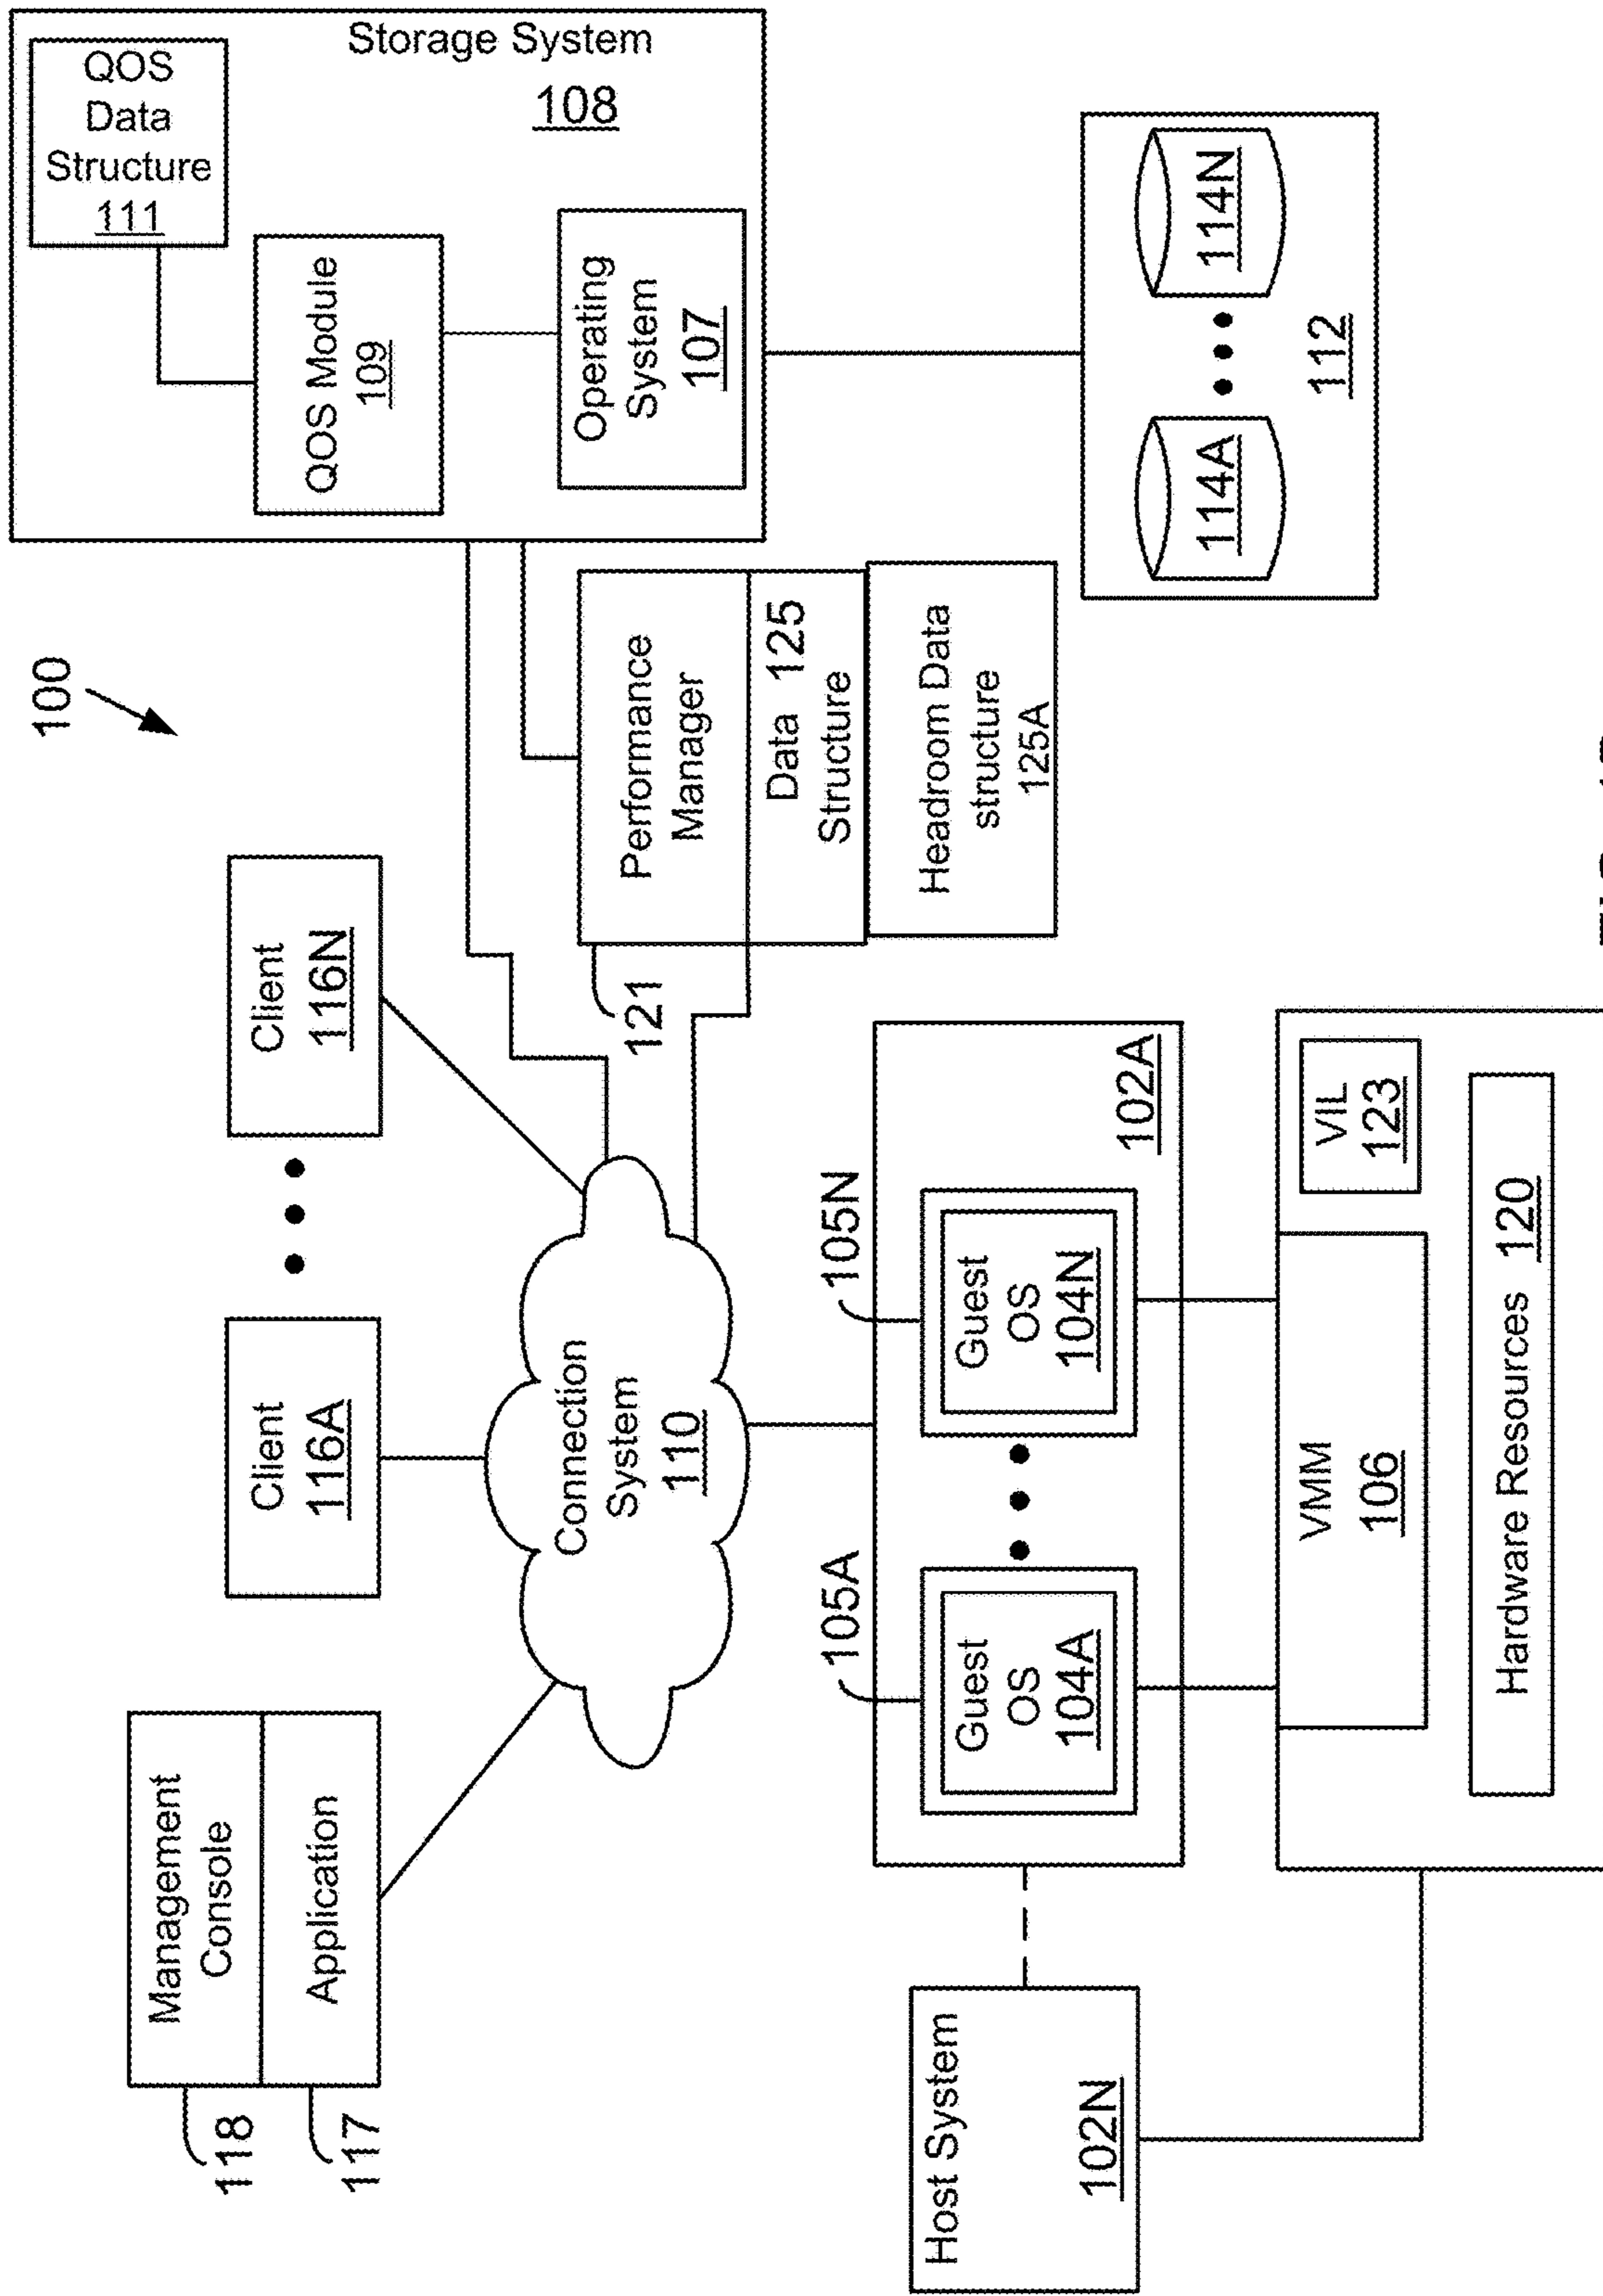 100
Storage System
108
QOS
Data
Structure
111
QOS Module
109
Operating
System
107
114A
114N
112
Management
Console
118
Application
117
Client
116A
Client
116N
Connection
System
110
Performance
Manager
121
Data 125
Structure
Headroom Data
structure
125A
105A
105N
Guest
OS
104A
Guest
OS
104N
102A
Host System
102N
VMM
106
VIL
123
Hardware Resources 120